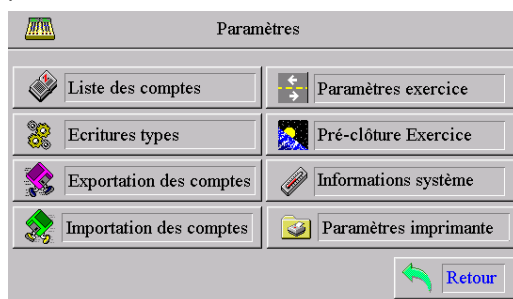 Paramètres
Liste des comptes
Paramètres exercice
Ecritures types
Pré-clôture Exercice
Exportation des comptes
Informations système
Importation des comptes
Paramètres imprimante
Retour